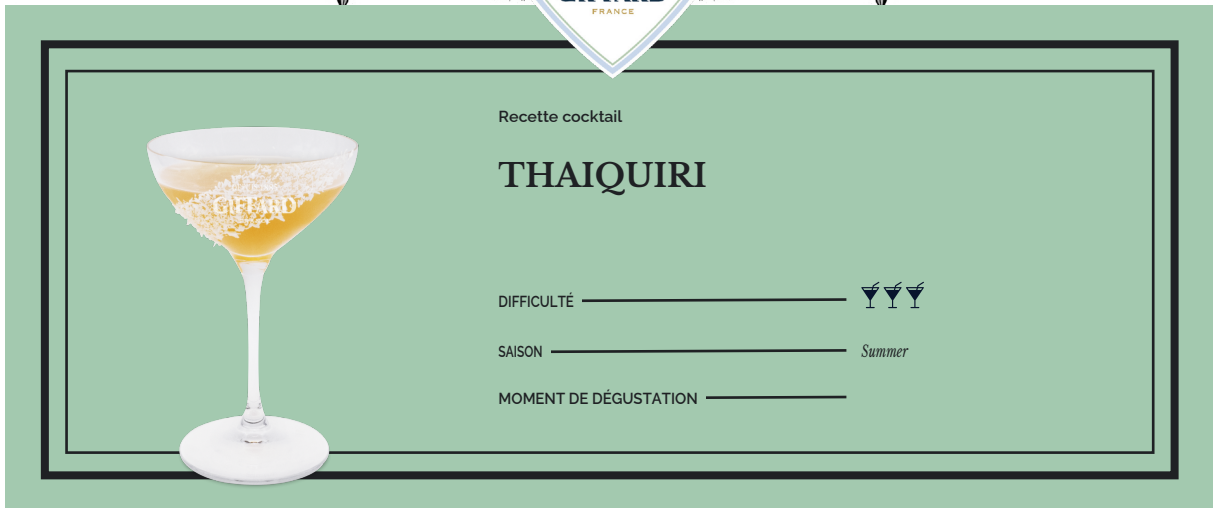 FRANCE
Recette cocktail
THAIQUIRI
GIFFARD
DIFFICULTÉ
SAISON
Summer
MOMENT DE DÉGUSTATION